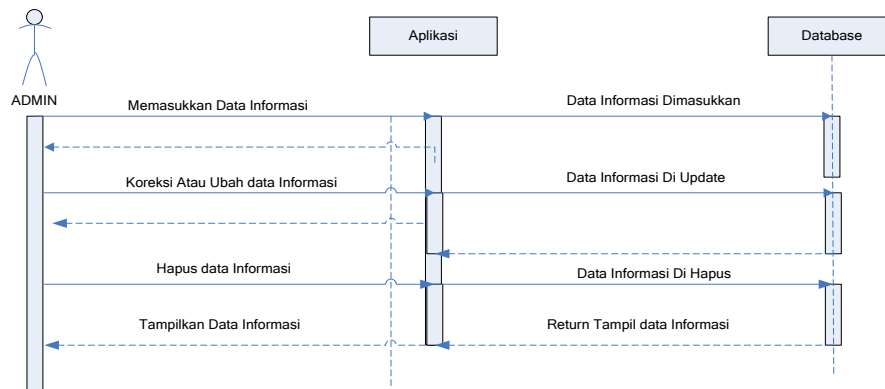 Aplikasi
Database
ADMIN
Memasukkan Data Informasi
Data Informasi Dimasukkan
Koreksi Atau Ubah data Informasi
Data Informasi Di Update
Hapus data Informasi
Data Informasi Di Hapus
Tampilkan Data Informasi
Return Tampil data Informasi